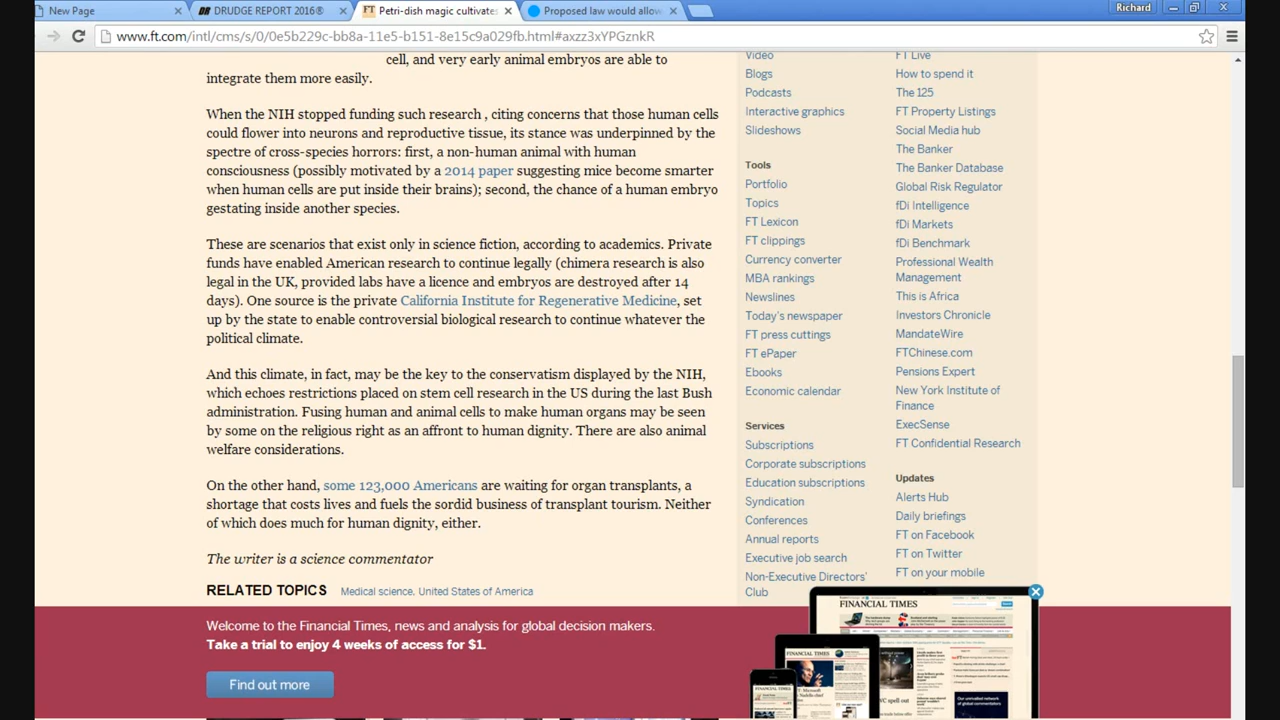 New Page
DRUDGE REPORT 2016®
FT Petri-dish magic cultivates
Proposed law would allow
Richard
www.ft.com/intl/cms/s/0/0e5b229c-bb8a-11e5-b151-8e15c9a029fb.html#axzz3xYPGznkR
cell, and very early animal embryos are able to
integrate them more easily.
When the NIH stopped funding such research , citing concerns that those human cells
could flower into neurons and reproductive tissue, its stance was underpinned by the
spectre of cross-species horrors: first, a non-human animal with human
consciousness (possibly motivated by a 2014 paper suggesting mice become smarter
when human cells are put inside their brains); second, the chance of a human embryo
gestating inside another species.
These are scenarios that exist only in science fiction, according to academics. Private
funds have enabled American research to continue legally (chimera research is also
legal in the UK, provided labs have a licence and embryos are destroyed after 14
days). One source is the private California Institute for Regenerative Medicine, set
up by the state to enable controversial biological research to continue whatever the
political climate.
And this climate, in fact, may be the key to the conservatism displayed by the NIH,
which echoes restrictions placed on stem cell research in the US during the last Bush
administration. Fusing human and animal cells to make human organs may be seen
by some on the religious right as an affront to human dignity. There are also animal
welfare considerations.
On the other hand, some 123,000 Americans are waiting for organ transplants, a
shortage that costs lives and fuels the sordid business of transplant tourism. Neither
of which does much for human dignity, either.
The writer is a science commentator
RELATED TOPICS Medical science, United States of America
Video
Blogs
Podcasts
Interactive graphics
Slideshows
Tools
Portfolio
Topics
FT Lexicon
FT clippings
Currency converter
MBA rankings
Newslines
Today's newspaper
FT press cuttings
FT ePaper
Ebooks
Economic calendar
Services
Subscriptions
Corporate subscriptions
Education subscriptions
Syndication
Conferences
Annual reports
Executive job search
Non-Executive Directors'
Club
FT Live
How to spend it
The 125
FT Property Listings
Social Media hub
The Banker
The Banker Database
Global Risk Regulator
fDi Intelligence
fDi Markets
fDi Benchmark
Professional Wealth
Management
This is Africa
Investors Chronicle
MandateWire
FTChinese.com
Pensions Expert
New York Institute of
Finance
ExecSense
FT Confidential Research
Updates
Alerts Hub
Daily briefings
FT on Facebook
FT on Twitter
FT on your mobile
Welcome to the Financial Times, news and analysis for global decision makers.
enjoy 4 weeks of access for $1.
more
FINANCIAL TIMES
FINANCIAL TIMES
FINANCIAL TIMES